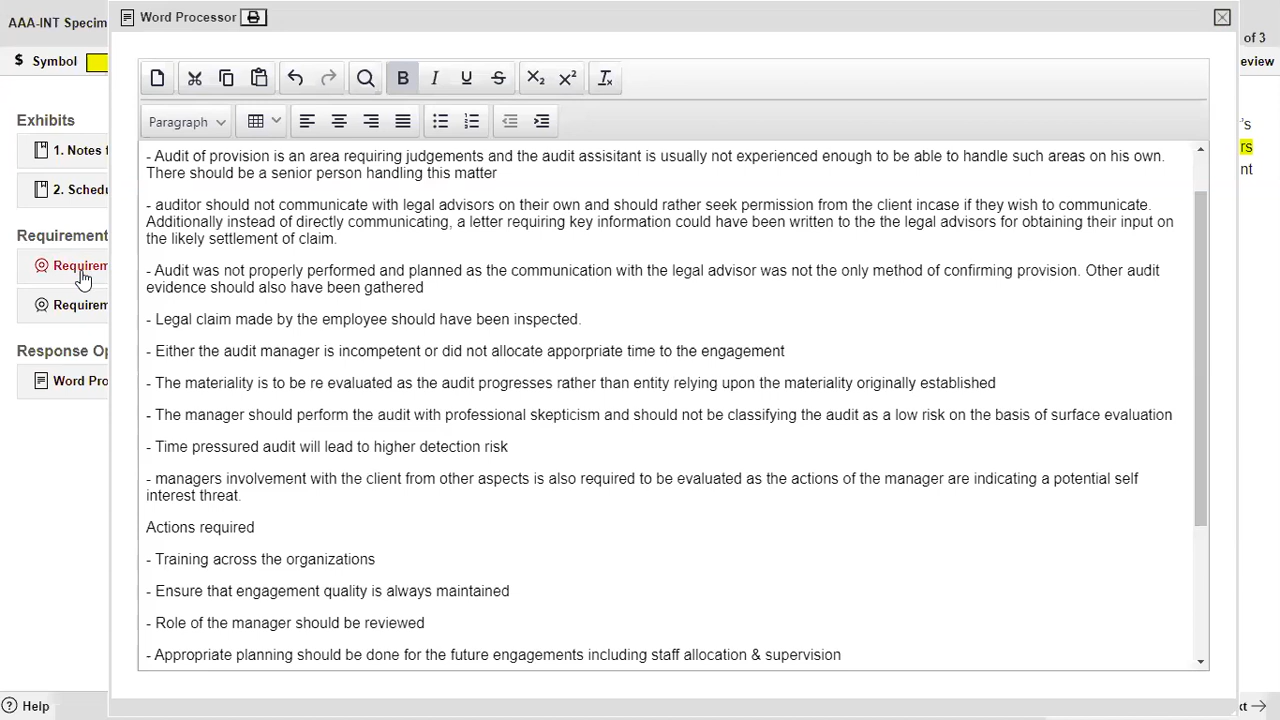 AAA-INT Specim
Word Processor
of 3
$ Symbol
eview
Paragraph
Exhibits
1. Notes f
2. Schedu
Requirement
Requirem
Requirem
Response Op
Word Pro
- Audit of provision is an area requiring judgements and the audit assisitant is usually not experienced enough to be able to handle such areas on his own.
There should be a senior person handling this matter
- auditor should not communicate with legal advisors on their own and should rather seek permission from the client incase if they wish to communicate.
Additionally instead of directly communicating, a letter requiring key information could have been written to the the legal advisors for obtaining their input on
the likely settlement of claim.
- Audit was not properly performed and planned as the communication with the legal advisor was not the only method of confirming provision. Other audit
evidence should also have been gathered
- Legal claim made by the employee should have been inspected.
- Either the audit manager is incompetent or did not allocate apporpriate time to the engagement
- The materiality is to be re evaluated as the audit progresses rather than entity relying upon the materiality originally established
- The manager should perform the audit with professional skepticism and should not be classifying the audit as a low risk on the basis of surface evaluation
- Time pressured audit will lead to higher detection risk
- managers involvement with the client from other aspects is also required to be evaluated as the actions of the manager are indicating a potential self
interest threat.
Actions required
- Training across the organizations
- Ensure that engagement quality is always maintained
- Role of the manager should be reviewed
- Appropriate planning should be done for the future engagements including staff allocation & supervision
r's
rs
nt
Help
xt